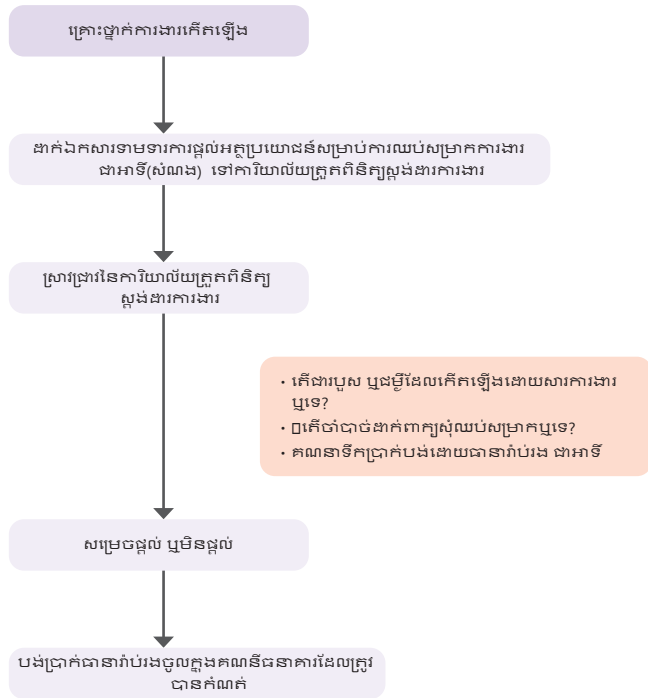 គ្រោះថ្នាក់ការងារកើតឡើង
ដាក់ឯកសារទាមទារការផ្តល់អត្ថប្រយោជន៍សម្រាប់ការឈប់សម្រាកការងារ
ជាអាទិ៍(សំណង) ទៅការិយាល័យត្រួតពិនិត្យស្តង់ដារការងារ
ស្រាវជ្រាវនៃការិយាល័យត្រួតពិនិត្យ
ស្តង់ដារការងារ
• តើជារបួស ឬជម្ងឺដែលកើតឡើងដោយសារការងារ
ឬទេ?
• តើចាំបាច់ដាក់ពាក្យសុំឈប់សម្រាកឬទេ?
• គណនាទឹកប្រាក់បង់ដោយធានារ៉ាប់រង ជាអាទិ៍
សម្រេចផ្តល់ ឬមិនផ្តល់
បង់ប្រាក់ធានារ៉ាប់រងចូលក្នុងគណនីធនាគារដែលត្រូវ
បានកំណត់